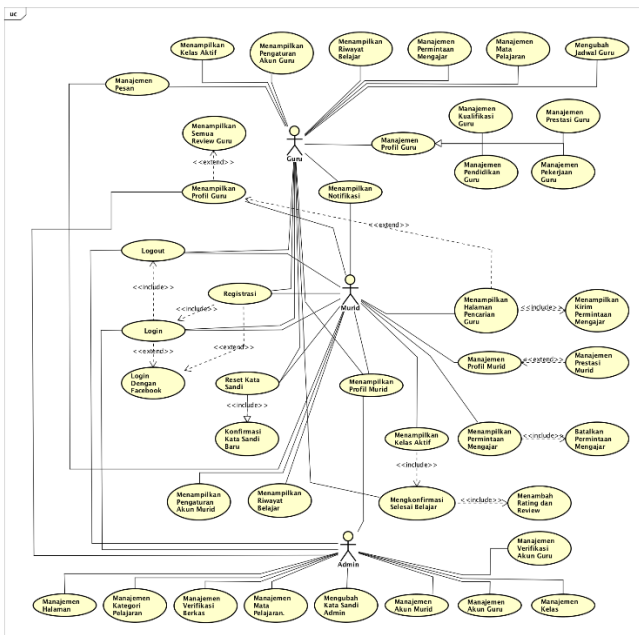 uc
Menampilkan
Kelas Aktif
Menampilkan
Pengaturan
Akun Guru
Menampilkan
Riwayat
Belajar
Manajemen
Permintaan
Mengajar
Manajemen
Mata
Pelajaran
Mengubah
Jadwal Guru
Manajemen
Pesan
Manajemen
Kualifikasi
Guru
Manajemen
Prestasi Guru
Menampilkan
Semua
Review Guru
Guru
Manajemen
Profil Guru
<<extend>>
Manajemen
Pendidikan
Guru
Manajemen
Pekerjaan
Guru
Menampilkan
Profil Guru
Menampilkan
Notifikasi
<<extend>>
Logout
Registrasi
Murid
<<include>>
<<include>>
Menampilkan
Halaman
Pencarian
Guru
<<include>>
Menampilkan
Kirim
Permintaan
Mengajar
Login
<<extend>>
<<extend>>
Manajemen
Profil Murid
<<extend>>
Manajemen
Prestasi
Murid
Login
Dengan
Facebook
Reset Kata
Sandi
Menampilkan
Profil Murid
<<include>>
Konfirmasi
Kata Sandi
Baru
Menampilkan
Kelas Aktif
Menampilkan
Permintaan
Mengajar
<<include>>
Batalkan
Permintaan
Mengajar
<<include>>
Menampilkan
Pengaturan
Akun Murid
Menampilkan
Riwayat
Belajar
Mengkonfirmasi
Selesai Belajar
<<include>>
Menambah
Rating dan
Review
Admin
Manajemen
Verifikasi
Akun Guru
Manajemen
Halaman
Manajemen
Kategori
Pelajaran
Manajemen
Verifikasi
Berkas
Manajemen
Mata
Pelajaran.
Mengubah
Kata Sandi
Admin
Manajemen
Akun Murid
Manajemen
Akun Guru
Manajemen
Kelas